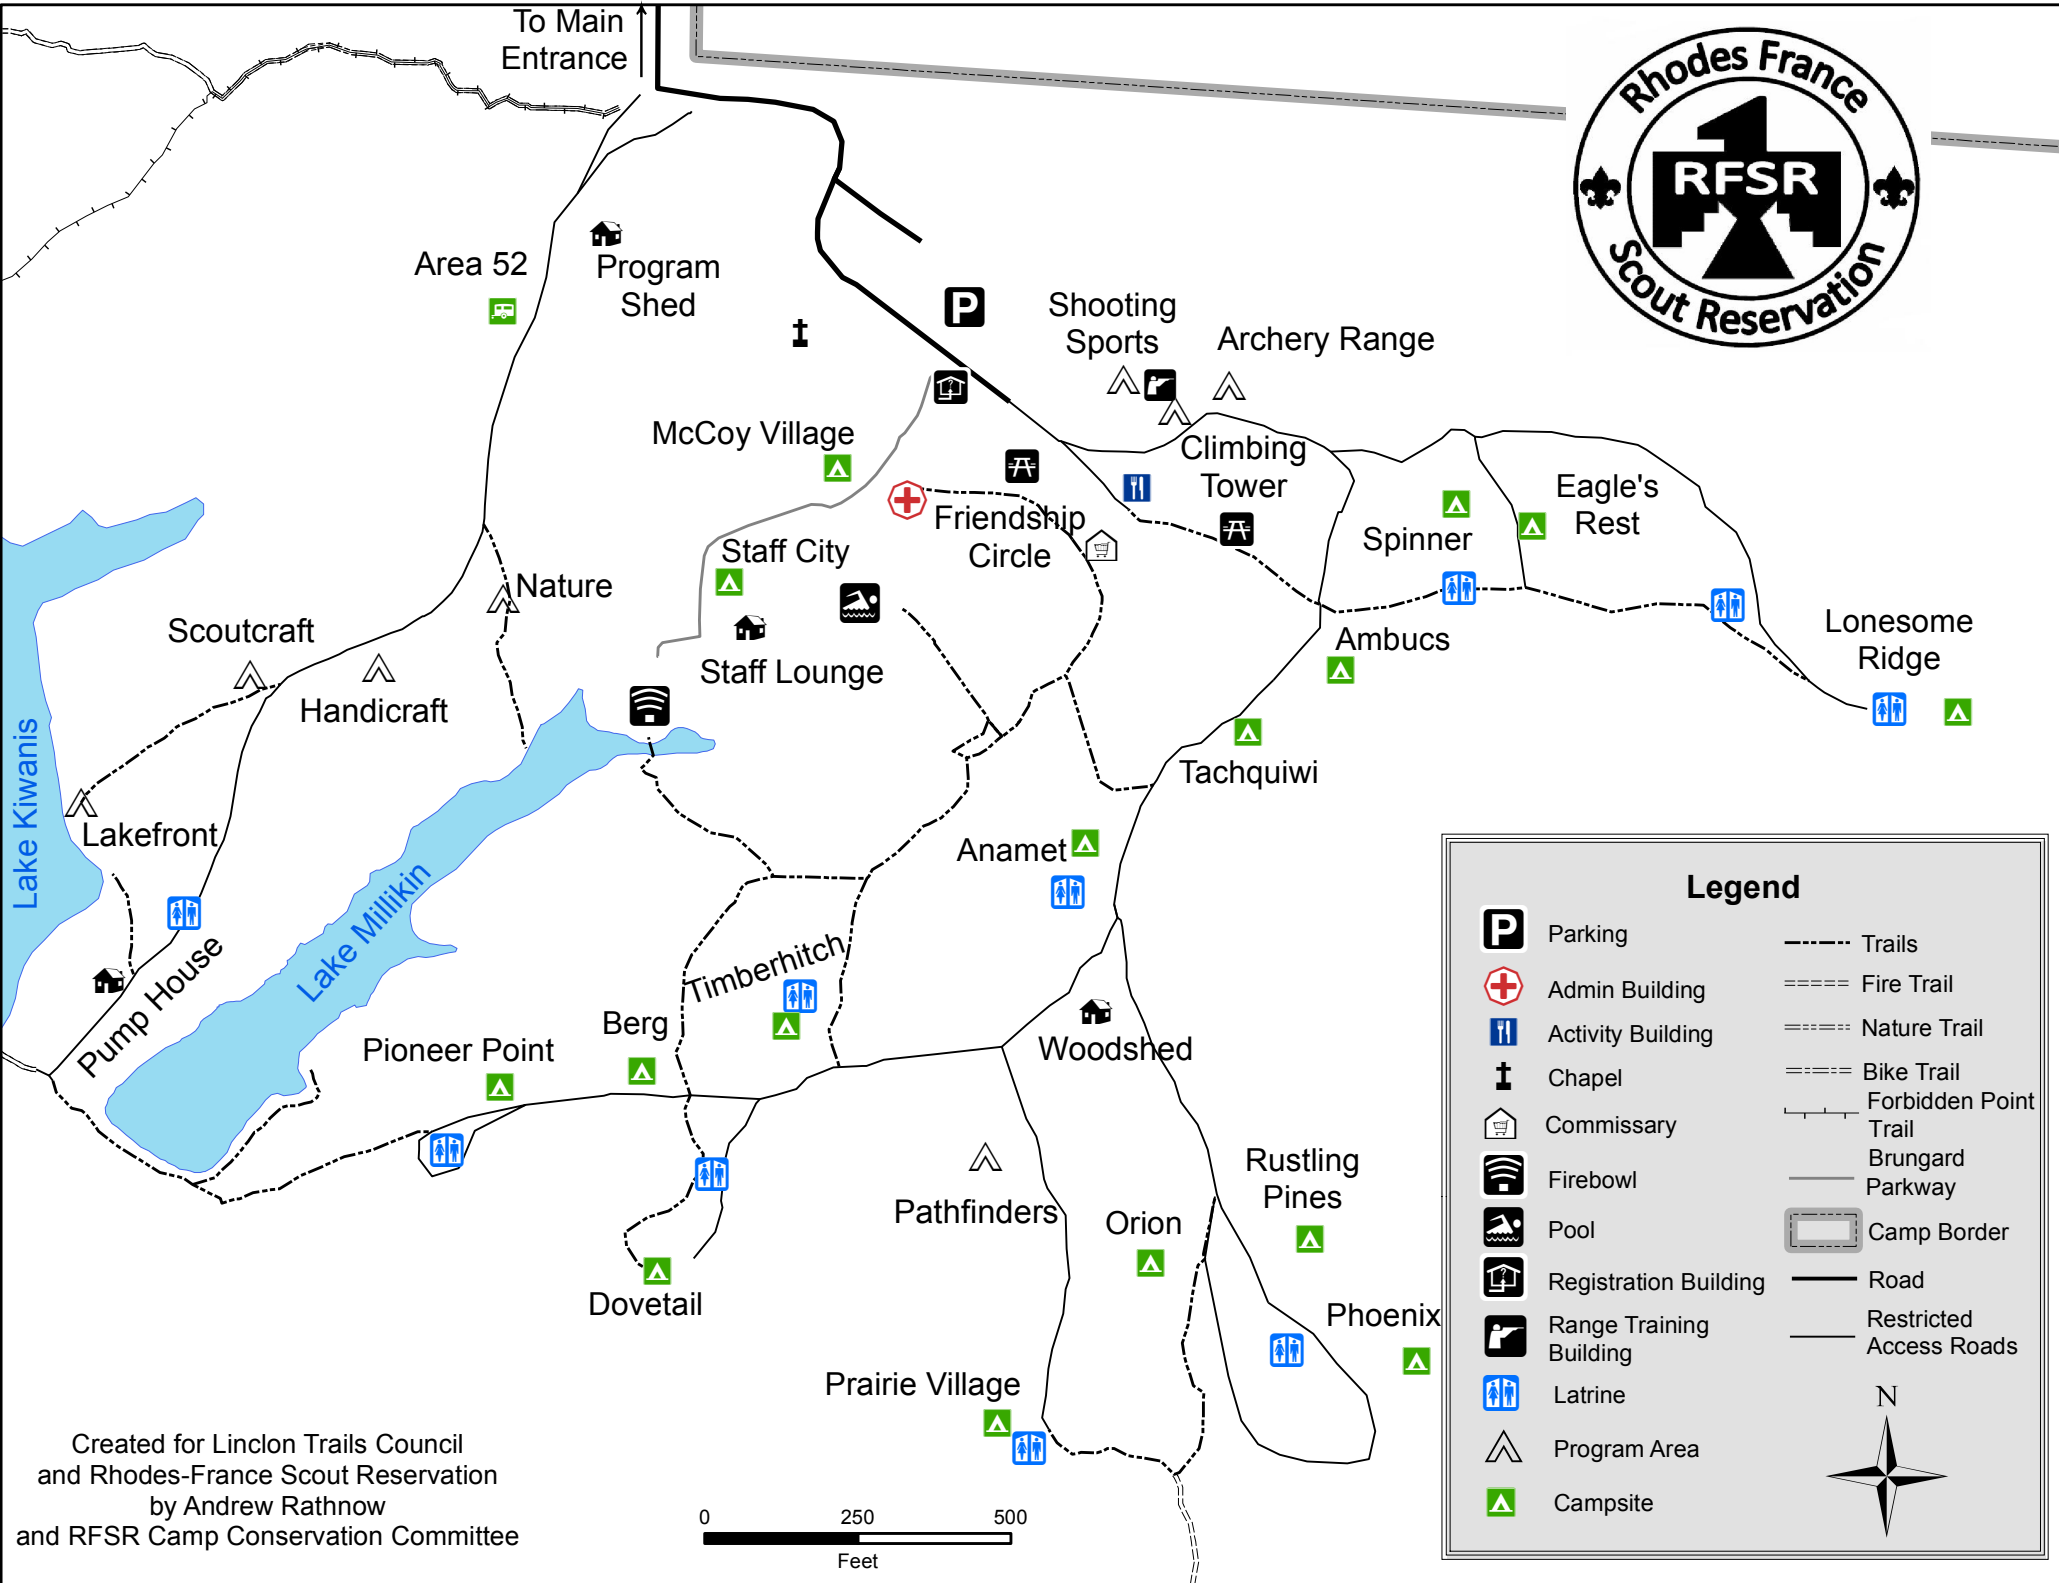 To Main
Entrance
Rhodes France
RFSR
Scout Reservation
Area 52
Program
Shed
P
Shooting
Sports
Archery Range
McCoy Village
Climbing
Tower
Eagle's
Rest
Friendship
Circle
Spinner
Staff City
Nature
Scoutcraft
Ambucs
Lonesome
Ridge
Staff Lounge
Handicraft
Lake Kiwanis
Tachquiwi
Lakefront
Anamet
Lake Millikin
Timberhitch
Pump House
Berg
Pioneer Point
Woodshed
Rustling
Pines
Pathfinders
Orion
Dovetail
Phoenix
Prairie Village
Legend
P
Parking
Admin Building
Activity Building
Chapel
Commissary
Firebowl
Pool
Registration Building
Range Training
Building
Latrine
Program Area
Campsite
Trails
Fire Trail
Nature Trail
Bike Trail
Forbidden Point
Trail
Brungard
Parkway
Camp Border
Road
Restricted
Access Roads
N
Created for Linclon Trails Council
and Rhodes-France Scout Reservation
by Andrew Rathnow
and RFSR Camp Conservation Committee
0 250 500
Feet